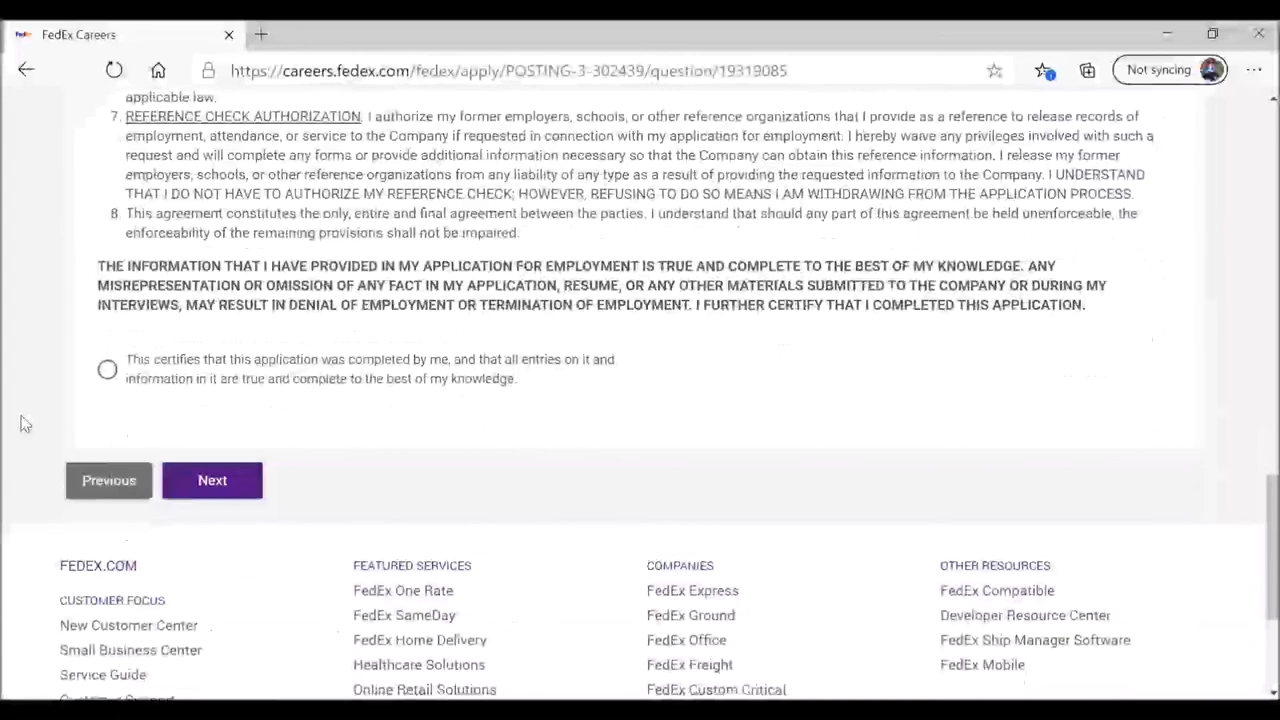 FedEx FedEx Careers
https://careers.fedex.com/fedex/apply/POSTING-3-302439/question/19319085
Not syncing
applicable law.
7. REFERENCE CHECK AUTHORIZATION. I authorize my former employers, schools, or other reference organizations that I provide as a reference to release records of
employment, attendance, or service to the Company if requested in connection with my application for employment. I hereby waive any privileges involved with such a
request and will complete any forms or provide additional information necessary so that the Company can obtain this reference information. I release my former
employers, schools, or other reference organizations from any liability of any type as a result of providing the requested information to the Company. I UNDERSTAND
THAT I DO NOT HAVE TO AUTHORIZE MY REFERENCE CHECK; HOWEVER, REFUSING TO DO SO MEANS I AM WITHDRAWING FROM THE APPLICATION PROCESS.
8. This agreement constitutes the only, entire and final agreement between the parties. I understand that should any part of this agreement be held unenforceable, the
enforceability of the remaining provisions shall not be impaired.
THE INFORMATION THAT I HAVE PROVIDED IN MY APPLICATION FOR EMPLOYMENT IS TRUE AND COMPLETE TO THE BEST OF MY KNOWLEDGE. ANY
MISREPRESENTATION OR OMISSION OF ANY FACT IN MY APPLICATION, RESUME, OR ANY OTHER MATERIALS SUBMITTED TO THE COMPANY OR DURING MY
INTERVIEWS, MAY RESULT IN DENIAL OF EMPLOYMENT OR TERMINATION OF EMPLOYMENT. I FURTHER CERTIFY THAT I COMPLETED THIS APPLICATION.
This certifies that this application was completed by me, and that all entries on it and
information in it are true and complete to the best of my knowledge.
Previous Next
FEDEX.COM
CUSTOMER FOCUS
New Customer Center
Small Business Center
Service Guide
FEATURED SERVICES
FedEx One Rate
FedEx SameDay
FedEx Home Delivery
Healthcare Solutions
Online Retail Solutions
COMPANIES
FedEx Express
FedEx Ground
FedEx Office
FedEx Freight
FedEx Custom Critical
OTHER RESOURCES
FedEx Compatible
Developer Resource Center
FedEx Ship Manager Software
FedEx Mobile